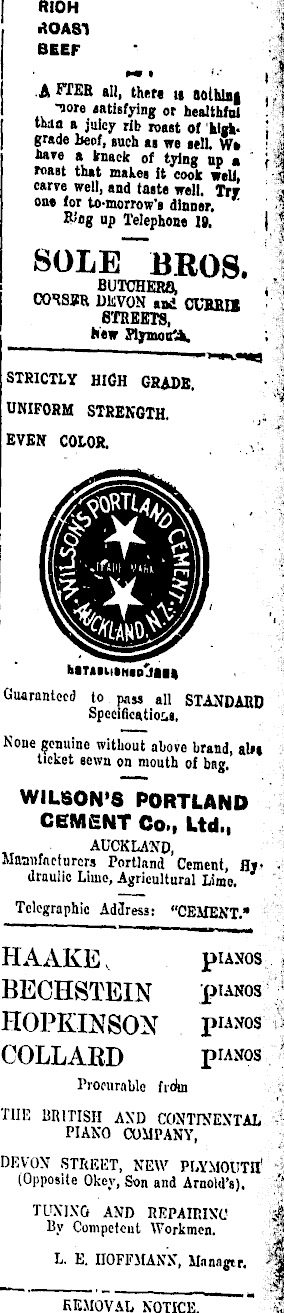 RICH
ROAST
BEEF
AFTER all, there is nothing
more satisfying or healthful
than a juicy rib roast of high-
grade beef, such as we sell. We
have a knack of tying up a
roast that makes it cook well,
carve well, and taste well. Try
one for to-morrow's dinner.
Ring up Telephone 19.
SOLE BROS.
BUTCHERS,
CORNER DEVON and CURRIE
STREETS,
New Plymouth.
STRICTLY HIGH GRADE.
UNIFORM STRENGTH.
EVEN COLOR.
WILSON'S PORTLAND CEMENT
TRADE MARK
AUCKLAND, N.Z.
ESTABLISHED
Guaranteed to pass all STANDARD
Specifications.
None genuine without above brand, also
ticket sewn on mouth of bag.
WILSON'S PORTLAND
CEMENT Co., Ltd.,
AUCKLAND,
Manufacturers Portland Cement, Hy-
draulic Lime, Agricultural Lime.
Telegraphic Address: "CEMENT."
HAAKE PIANOS
BECHSTEIN PIANOS
HOPKINSON PIANOS
COLLARD PIANOS
Procurable from
THE BRITISH AND CONTINENTAL
PIANO COMPANY,
DEVON STREET, NEW PLYMOUTH
(Opposite Okey, Son and Arnold's).
TUNING AND REPAIRING
By Competent Workmen.
L. E. HOFFMANN, Manager.
REMOVAL NOTICE.